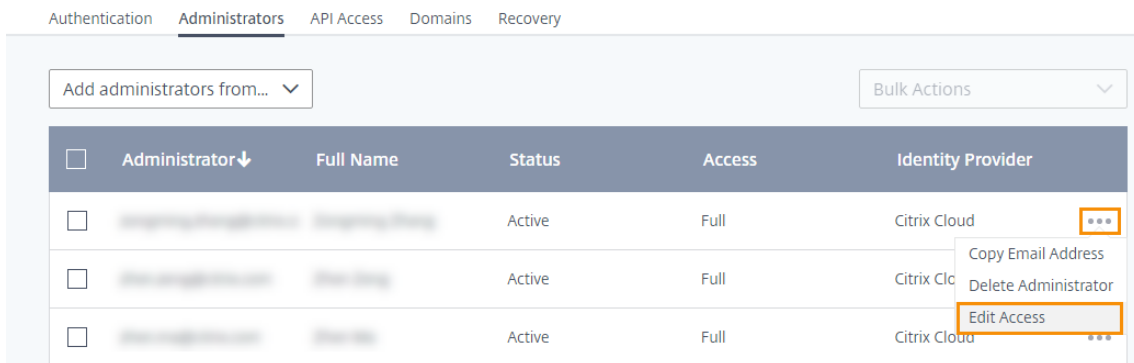 Authentication Administrators API Access Domains Recovery
Add administrators from...
Bulk Actions
Administrator Full Name Status Access Identity Provider
Active Full Citrix Cloud
Copy Email Address
Active Full Citrix Clo
Delete Administrator
Edit Access
Active Full Citrix Cloud